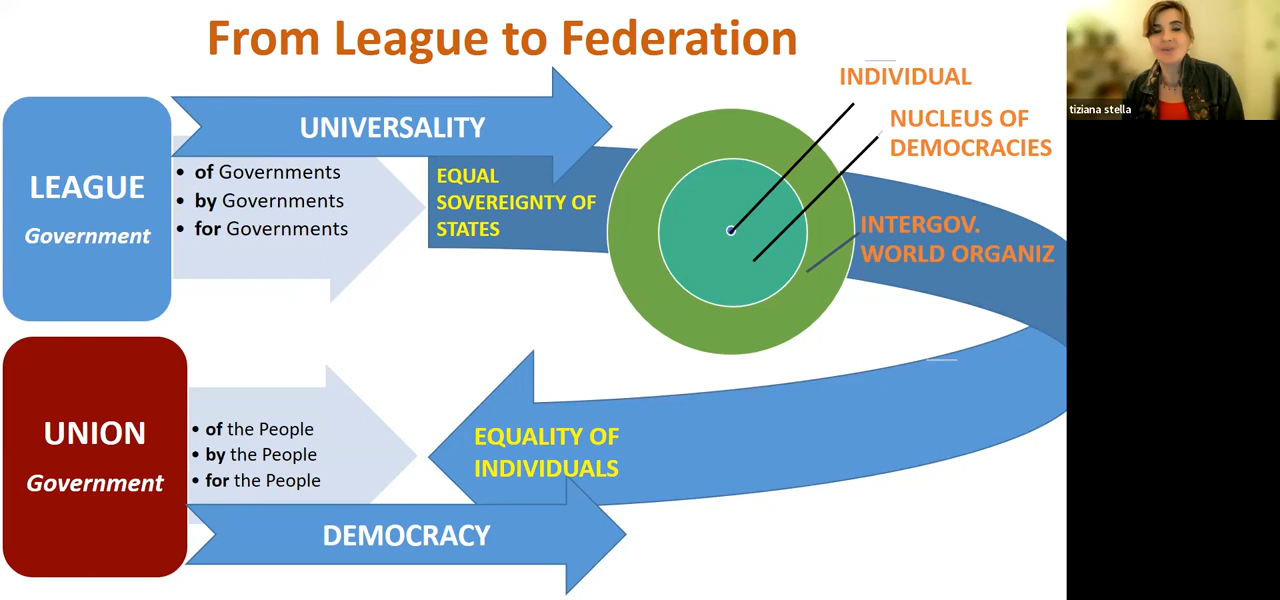 From League to Federation
INDIVIDUAL
NUCLEUS OF
DEMOCRACIES
tiziana stella
UNIVERSALITY
LEAGUE
Government
• of Governments
• by Governments
• for Governments
EQUAL
SOVEREIGNTY OF
STATES
INTERGOV.
WORLD ORGANIZ
UNION
Government
• of the People
• by the People
• for the People
EQUALITY OF
INDIVIDUALS
DEMOCRACY